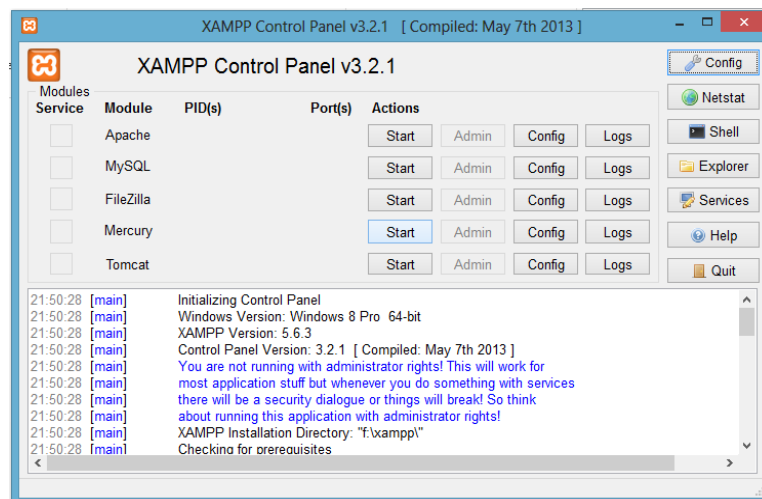 XAMPP Control Panel v3.2.1 [ Compiled: May 7th 2013 ]
XAMPP Control Panel v3.2.1
Config
Modules
Service Module PID(s) Port(s) Actions
Netstat
Apache Start Admin Config Logs
Shell
MySQL Start Admin Config Logs
Explorer
FileZilla Start Admin Config Logs
Services
Mercury Start Admin Config Logs
Help
Tomcat Start Admin Config Logs
Quit
21:50:28 [main] Initializing Control Panel
21:50:28 [main] Windows Version: Windows 8 Pro 64-bit
21:50:28 [main] XAMPP Version: 5.6.3
21:50:28 [main] Control Panel Version: 3.2.1 [ Compiled: May 7th 2013 ]
21:50:28 [main] You are not running with administrator rights! This will work for
21:50:28 [main] most application stuff but whenever you do something with services
21:50:28 [main] there will be a security dialogue or things will break! So think
21:50:28 [main] about running this application with administrator rights!
21:50:28 [main] XAMPP Installation Directory: "f:\xampp\"
21:50:28 [main] Checking for prerequisites